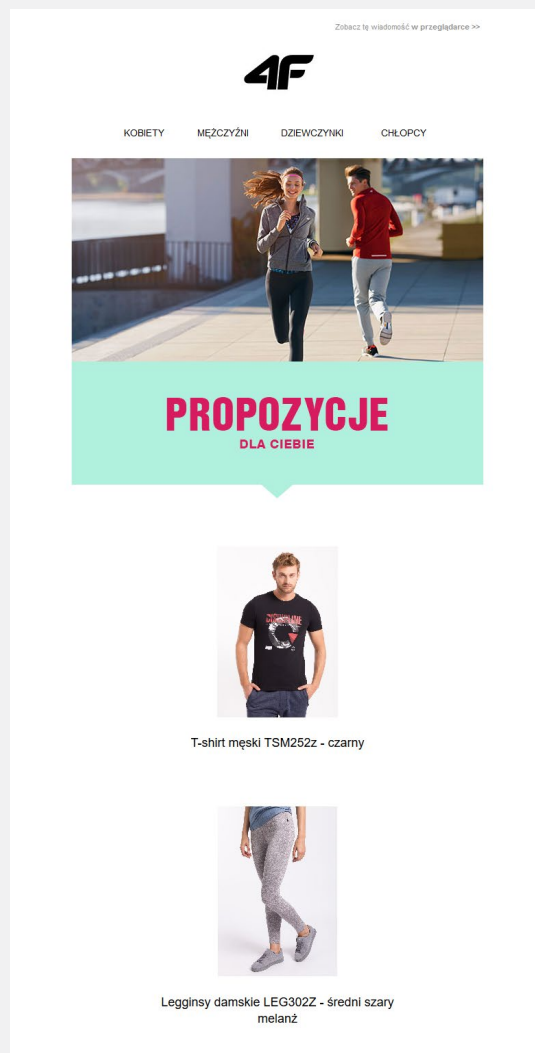 Zobacz tę wiadomość w przeglądarce >>
4F
KOBIETY MĘŻCZYŹNI DZIEWCZYNKI CHŁOPCY
PROPOZYCJE
DLA CIEBIE
T-shirt męski TSM252z - czarny
Legginsy damskie LEG302Z - średni szary
melanż